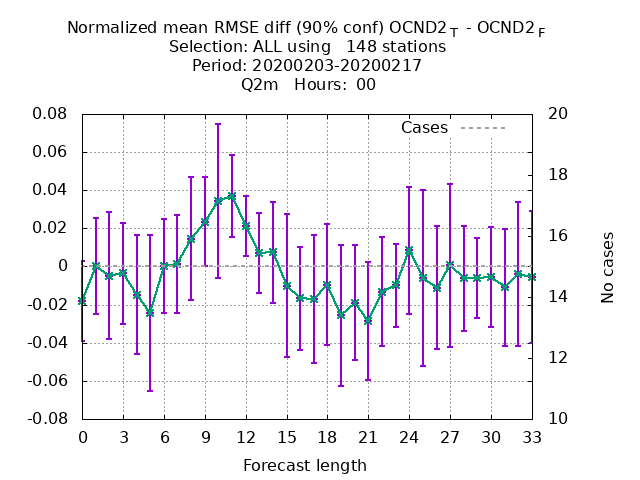 Normalized mean RMSE diff (90% conf) OCND2 T - OCND2 F
Selection: ALL using 148 stations
Period: 20200203-20200217
Q2m Hours: 00
0.08
0.06
0.04
0.02
0
-0.02
-0.04
-0.06
-0.08
Cases
20
18
16
14
12
10
No cases
0 3 6 9 12 15 18 21 24 27 30 33
Forecast length